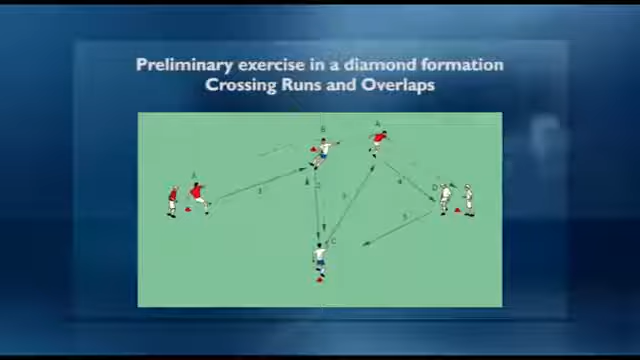 Preliminary exercise in a diamond formation
Crossing Runs and Overlaps
B
A
A
D
C